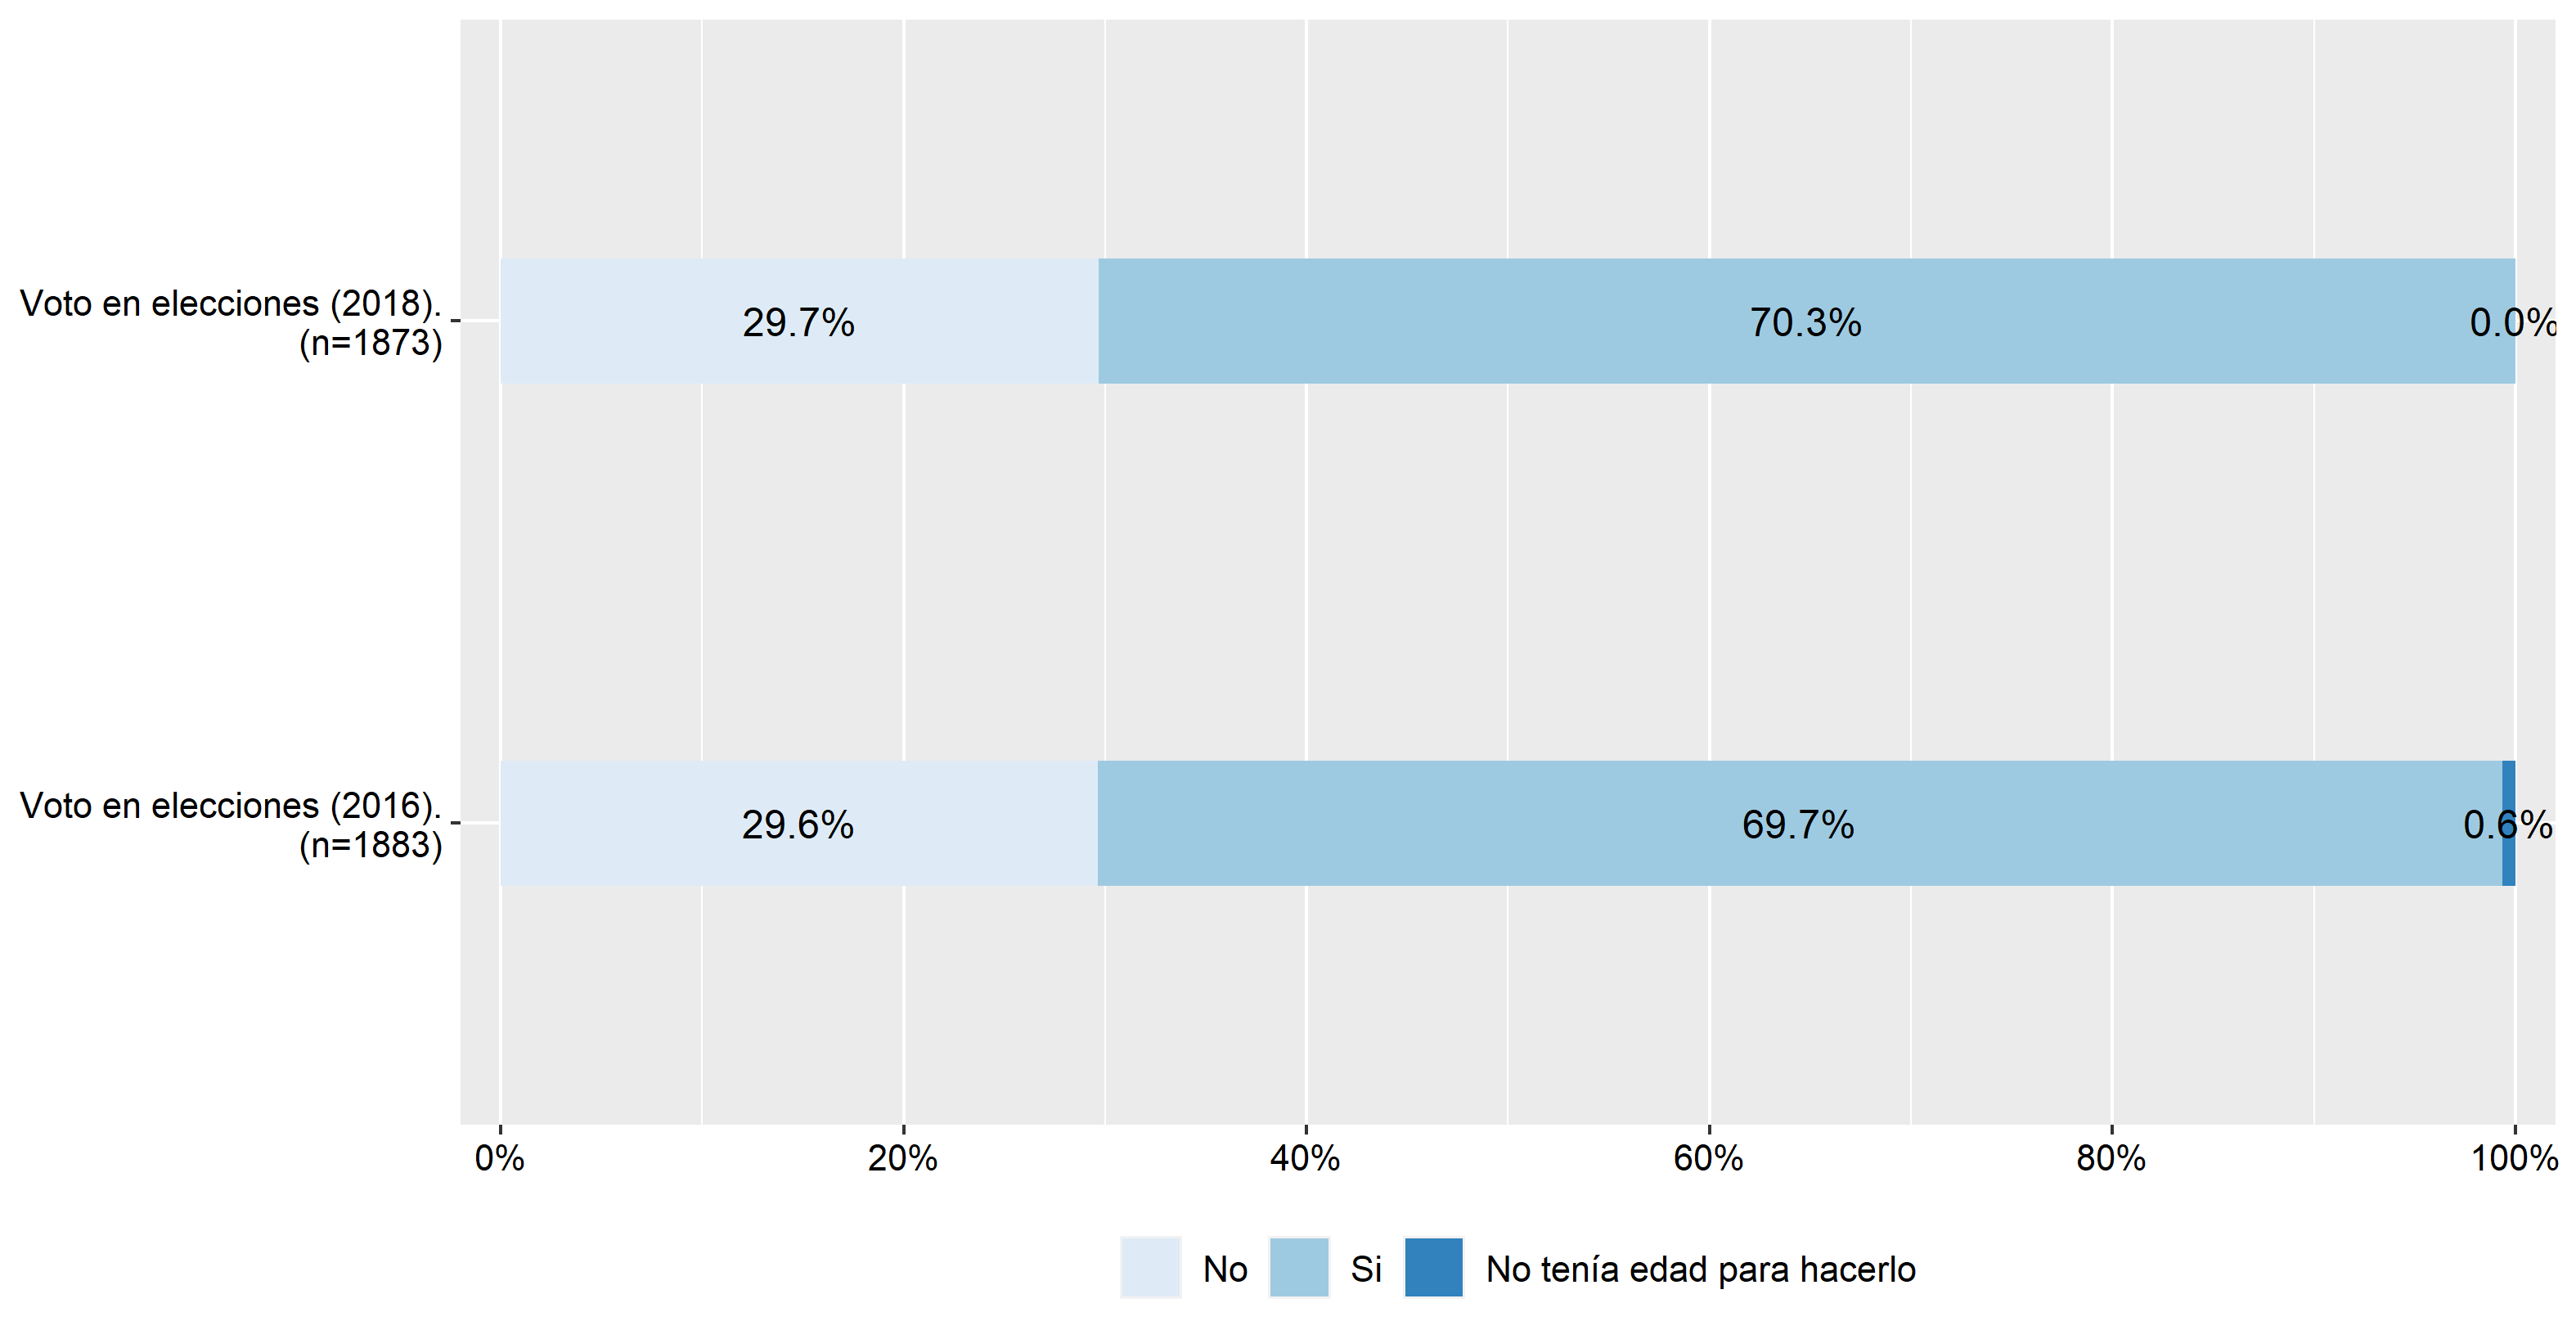 Voto en elecciones (2018).
(n=1873)
29.7%
70.3%
0.0%
Voto en elecciones (2016).
(n=1883)
29.6%
69.7%
0.6%
0%
20%
40%
60%
80%
100%
No
Si
No tenía edad para hacerlo